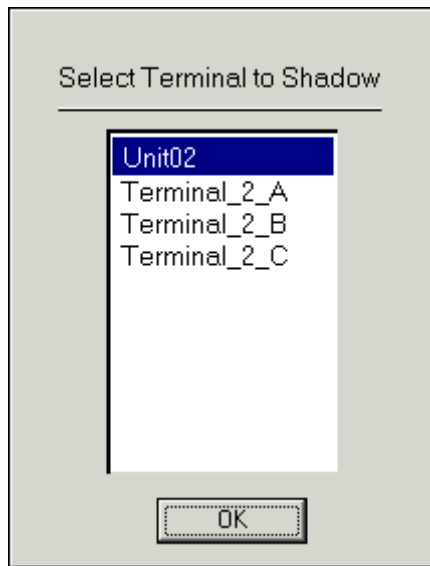 Select Terminal to Shadow
Unit02
Terminal_2_A
Terminal_2_B
Terminal_2_C
OK